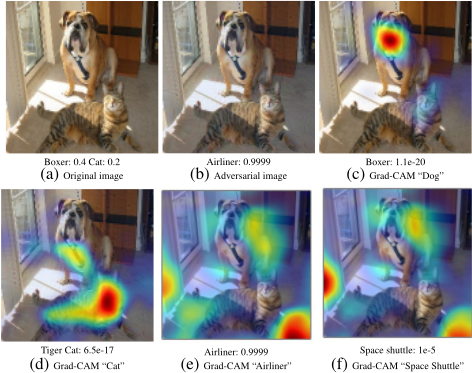 Boxer: 0.4 Cat: 0.2
(a) Original image
Airliner: 0.9999
(b) Adversarial image
Boxer: 1.1e-20
(c) Grad-CAM “Dog”
Tiger Cat: 6.5e-17
(d) Grad-CAM “Cat”
Airliner: 0.9999
(e) Grad-CAM “Airliner”
Space shuttle: 1e-5
(f) Grad-CAM “Space Shuttle”